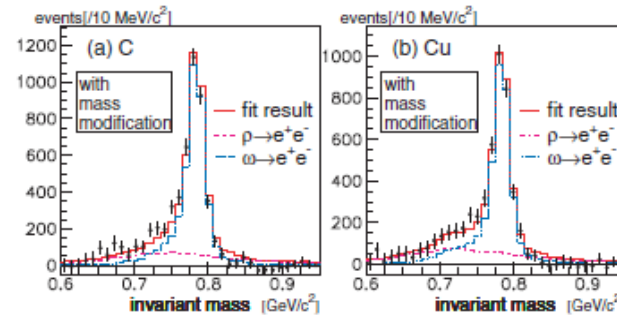 events[/10 MeV/c²]
(a) C
with
mass
modification
fit result
ρ→e⁺e⁻
ω→e⁺e⁻
1200
1000
800
600
400
200
0
0.6 0.7 0.8 0.9
invariant mass [GeV/c²]
events[/10 MeV/c²]
(b) Cu
with
mass
modification
fit result
ρ→e⁺e⁻
ω→e⁺e⁻
1000
800
600
400
200
0
0.6 0.7 0.8 0.9
invariant mass [GeV/c²]